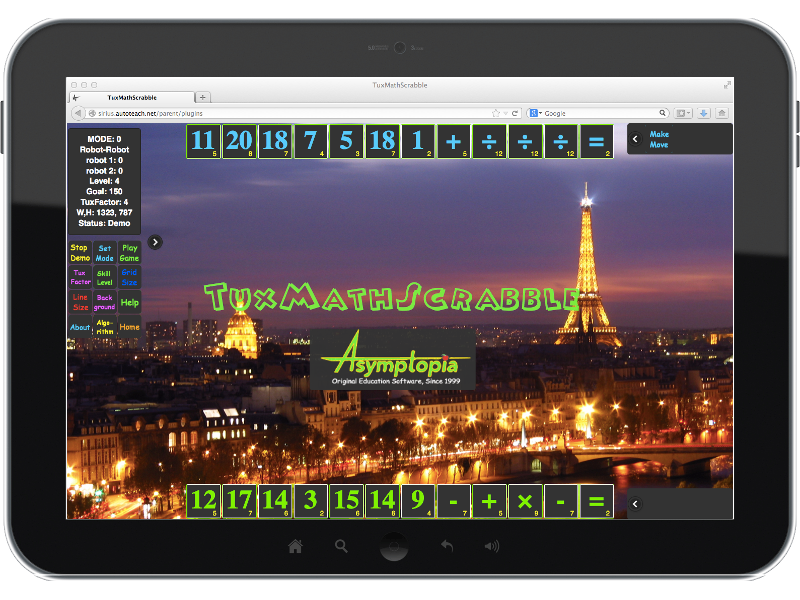 TuxMathScrabble
TuxMathScrabble
sirius.autoteach.net/parent/plugins
Google
MODE: 0
Robot-Robot
robot 1: 0
robot 2: 0
Level: 4
Goal: 150
TuxFactor: 4
W,H: 1323, 787
Status: Demo
11 20 18 7 5 18 1 + ÷ ÷ ÷ =
5 8 7 4 3 7 2 5 12 12 12 2
Make
Move
Stop Demo
Set Mode
Play Game
Tux Factor
Skill Level
Grid Size
Line Size
Back ground
Help
About
Algo-rithm
Home
TuxMathScrabble
Asymptopia
Original Education Software, Since 1999
12 17 14 3 15 14 9 - + × - =
5 7 6 2 6 6 4 7 5 9 7 2